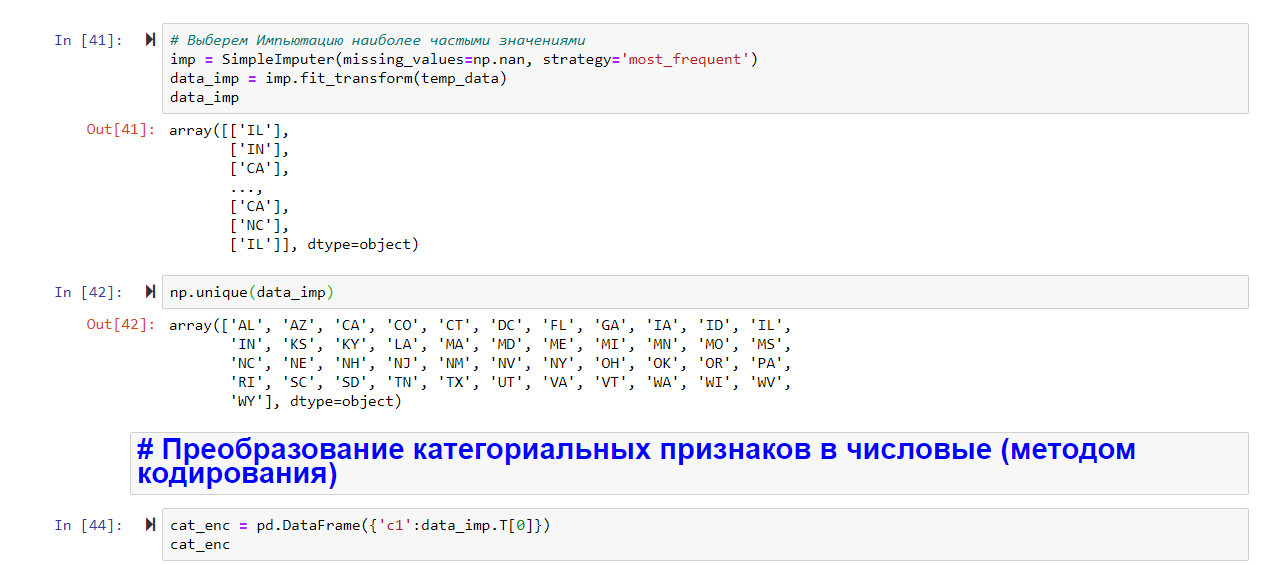 In [41]:
# Выберем Импьютацию наиболее частыми значениями
imp = SimpleImputer(missing_values=np.nan, strategy='most_frequent')
data_imp = imp.fit_transform(temp_data)
data_imp
Out[41]: array([['IL'],
['IN'],
['CA'],
...,
['CA'],
['NC'],
['IL']], dtype=object)
In [42]: np.unique(data_imp)
Out[42]: array(['AL', 'AZ', 'CA', 'CO', 'CT', 'DC', 'FL', 'GA', 'IA', 'ID', 'IL',
'IN', 'KS', 'KY', 'LA', 'MA', 'MD', 'ME', 'MI', 'MN', 'MO', 'MS',
'NC', 'NE', 'NH', 'NJ', 'NM', 'NV', 'NY', 'OH', 'OK', 'OR', 'PA',
'RI', 'SC', 'SD', 'TN', 'TX', 'UT', 'VA', 'VT', 'WA', 'WI', 'WV',
'WY'], dtype=object)
# Преобразование категориальных признаков в числовые (методом
кодирования)
In [44]: cat_enc = pd.DataFrame({'c1':data_imp.T[0]})
cat_enc